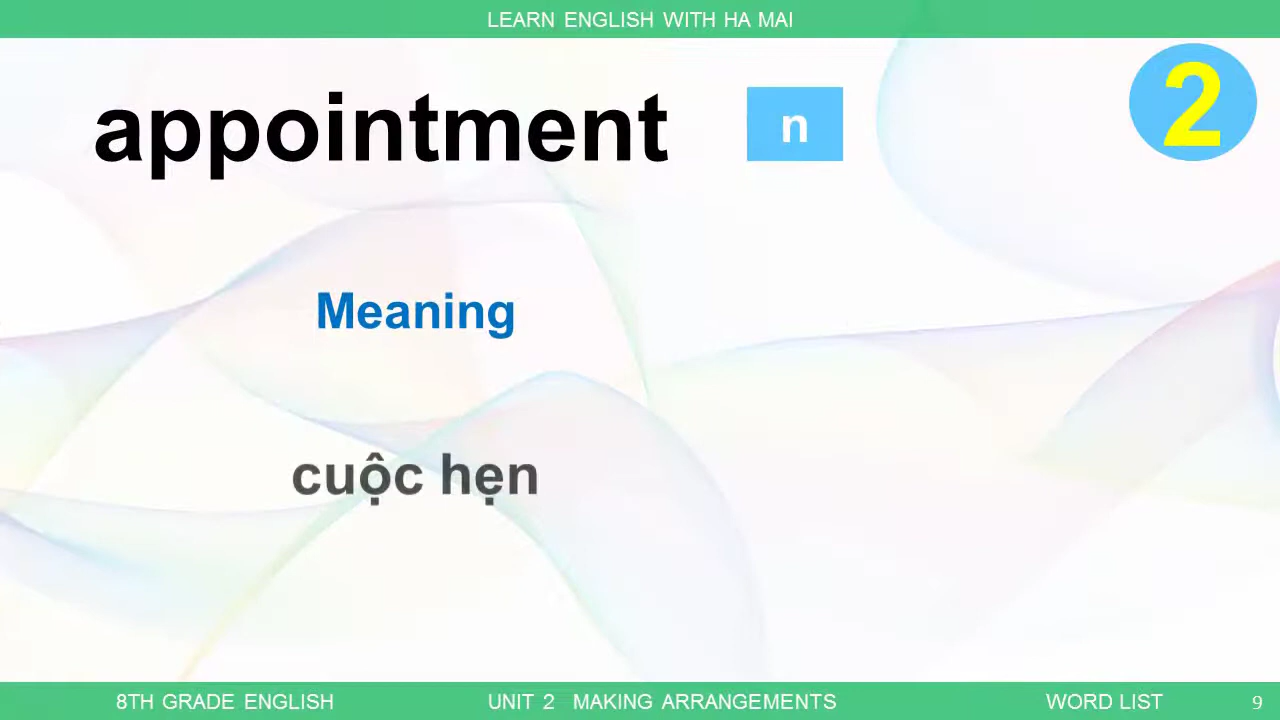 LEARN ENGLISH WITH HA MAI
appointment n
2
Meaning
cuộc hẹn
8TH GRADE ENGLISH UNIT 2 MAKING ARRANGEMENTS WORD LIST 9